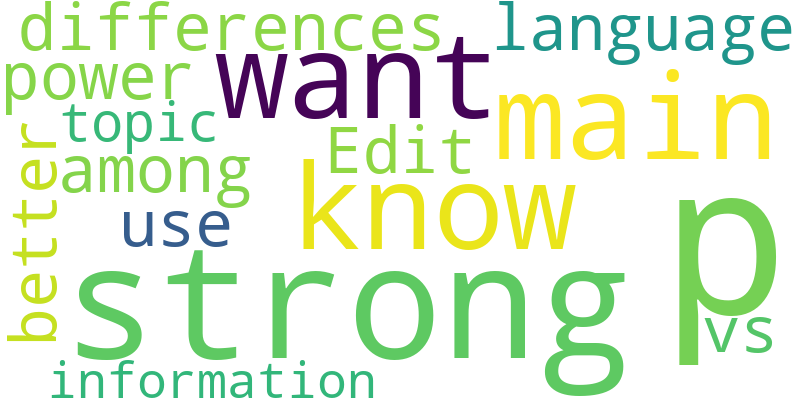 differences
language
want
power
main
topic
Edit
among
better
know
use
p
strong
vs
information